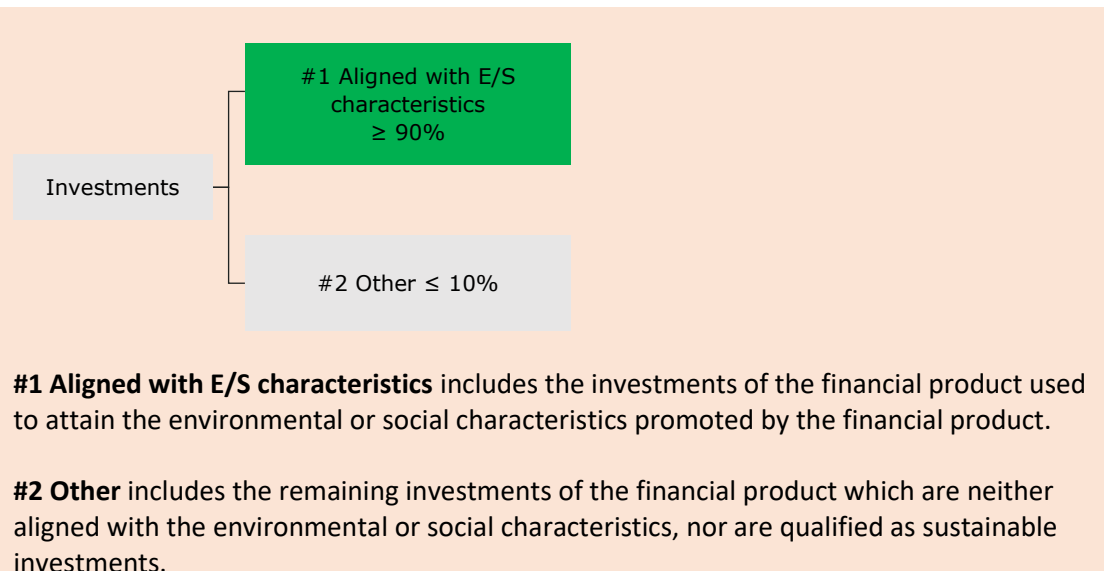 #1 Aligned with E/S
characteristics
≥ 90%
Investments
#2 Other ≤ 10%
#1 Aligned with E/S characteristics includes the investments of the financial product used
to attain the environmental or social characteristics promoted by the financial product.
#2 Other includes the remaining investments of the financial product which are neither
aligned with the environmental or social characteristics, nor are qualified as sustainable
investments.